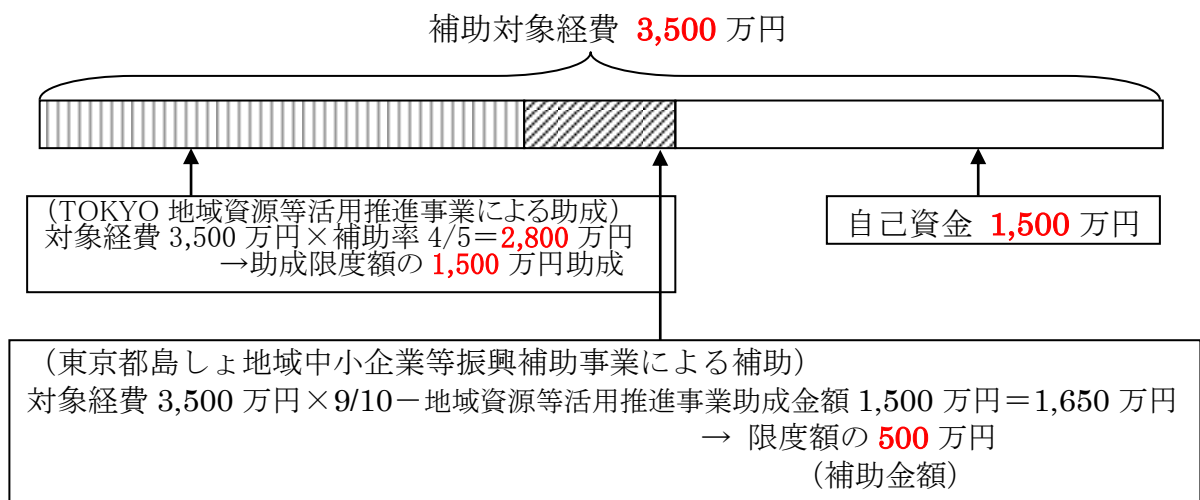 補助対象経費 3,500 万円
（TOKYO 地域資源等活用推進事業による助成）
対象経費 3,500 万円×補助率 4/5＝2,800 万円
→助成限度額の 1,500 万円助成
自己資金 1,500 万円
（東京都島しょ地域中小企業等振興補助事業による補助）
対象経費 3,500 万円×9/10－地域資源等活用推進事業助成金額 1,500 万円＝1,650 万円
→ 限度額の 500 万円
（補助金額）